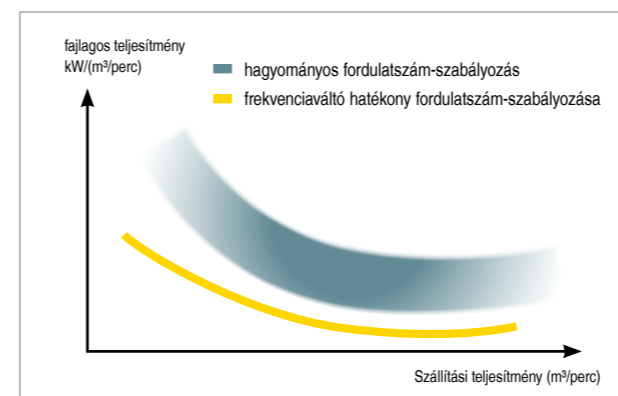 fajlagos teljesítmény
kW/(m³/perc)
hagyományos fordulatszám-szabályozás
frekvenciaváltó hatékony fordulatszám-szabályozása
Szállítási teljesítmény (m³/perc)